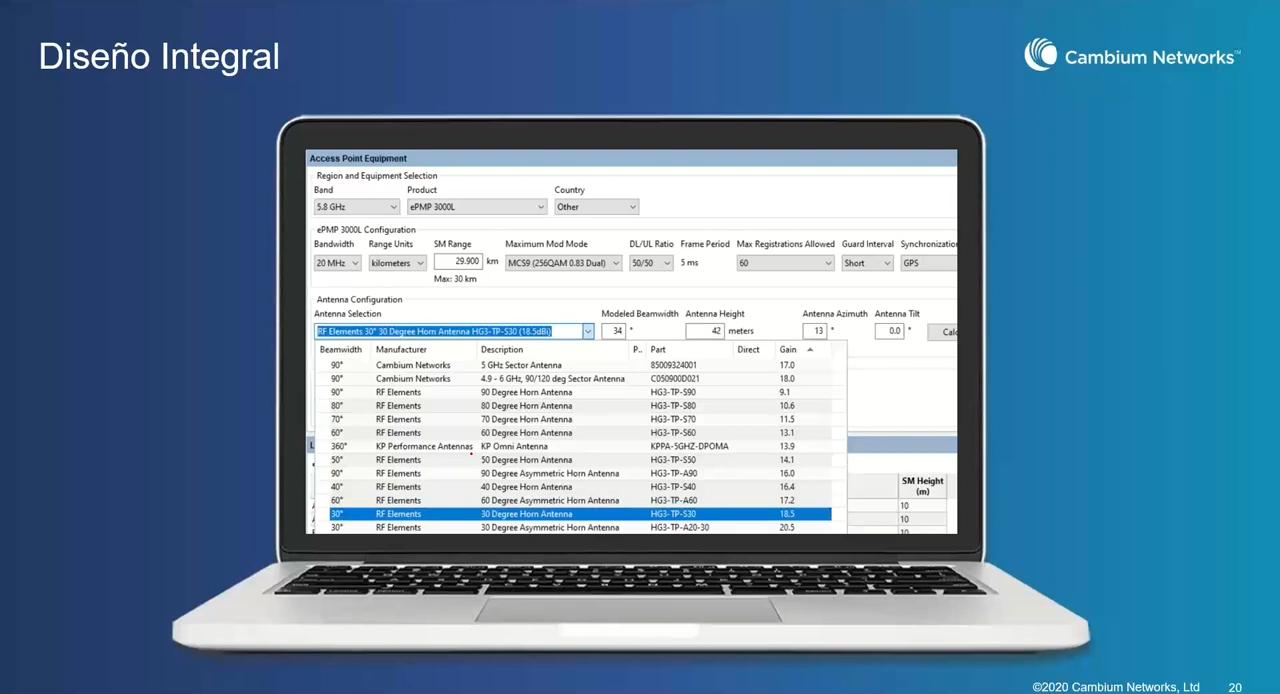 Diseño Integral
Cambium Networks™
Access Point Equipment
Region and Equipment Selection
Band Product Country
5.8 GHz ePMP 3000L Other
ePMP 3000L Configuration
Bandwidth Range Units SM Range Maximum Mod Mode DL/UL Ratio Frame Period Max Registrations Allowed Guard Interval Synchronization
20 MHz kilometers 29.900 km MCS9 (256QAM 0.83 Dual) 50/50 5 ms 60 Short GPS
Max: 30 km
Antenna Configuration
Antenna Selection Modeled Beamwidth Antenna Height Antenna Azimuth Antenna Tilt
RF Elements 30° 30 Degree Horn Antenna HG3-TP-S30 (18.5dBi) 34 ° 42 meters 13 ° 0.0 ° Calc
Beamwidth Manufacturer Description P.. Part Direct Gain
90° Cambium Networks 5 GHz Sector Antenna 85009324001 17.0
90° Cambium Networks 4.9 - 6 GHz, 90/120 deg Sector Antenna C050900D021 18.0
90° RF Elements 90 Degree Horn Antenna HG3-TP-S90 9.1
80° RF Elements 80 Degree Horn Antenna HG3-TP-S80 10.6
70° RF Elements 70 Degree Horn Antenna HG3-TP-S70 11.5
60° RF Elements 60 Degree Horn Antenna HG3-TP-S60 13.1
360° KP Performance Antennas KP Omni Antenna KPPA-5GHZ-DPOMA 13.9
50° RF Elements 50 Degree Horn Antenna HG3-TP-S50 14.1
90° RF Elements 90 Degree Asymmetric Horn Antenna HG3-TP-A90 16.0
40° RF Elements 40 Degree Horn Antenna HG3-TP-S40 16.4
60° RF Elements 60 Degree Asymmetric Horn Antenna HG3-TP-A60 17.2
30° RF Elements 30 Degree Horn Antenna HG3-TP-S30 18.5
30° RF Elements 30 Degree Asymmetric Horn Antenna HG3-TP-A20-30 20.5
SM Height
(m)
10
10
10
©2020 Cambium Networks, Ltd 20